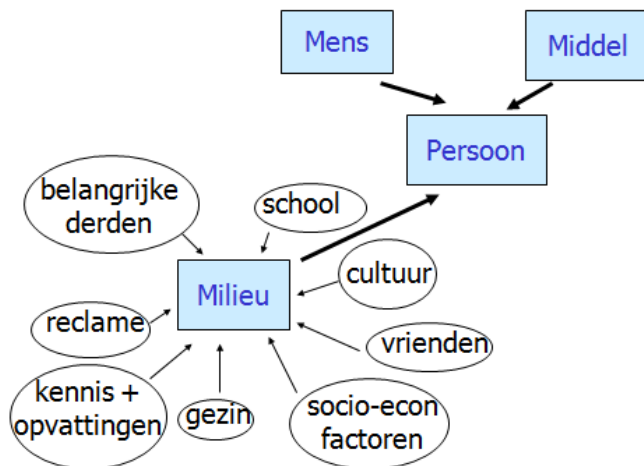 Mens
Middel
Persoon
belangrijke
derden
school
cultuur
Milieu
reclame
vrienden
kennis +
opvattingen
gezin
socio-econ
factoren